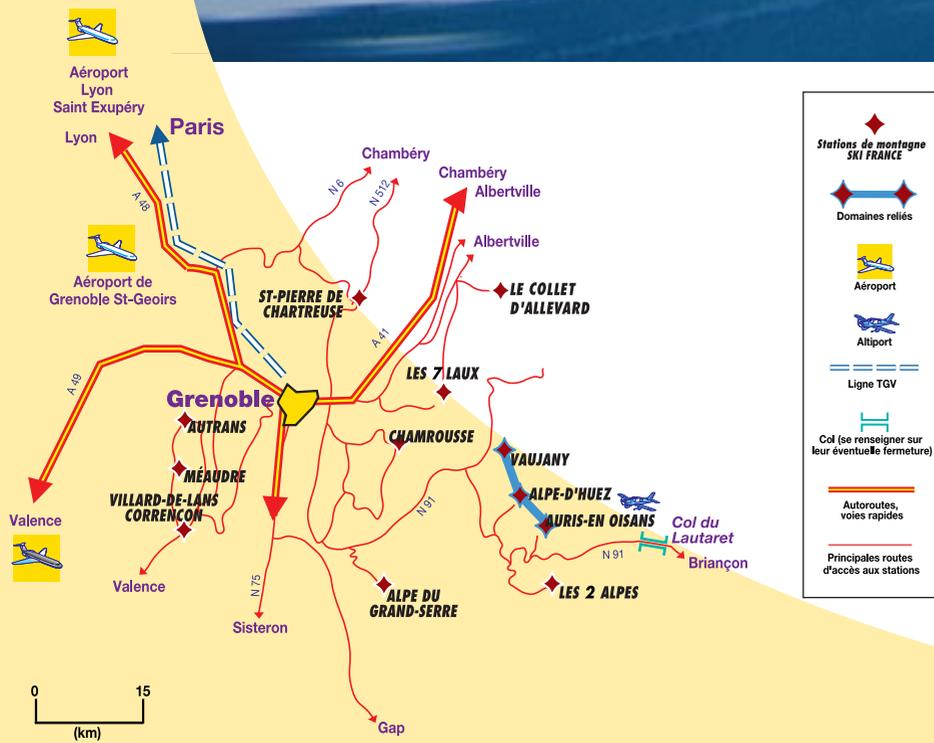 Aéroport
Lyon
Saint Exupéry
Lyon
Paris
A 48
Chambéry
N 6
N 512
Chambéry
Albertville
Albertville
Aéroport de
Grenoble St-Geoirs
ST-PIERRE DE
CHARTREUSE
LE COLLET
D'ALLEVARD
A 41
A 49
LES 7 LAUX
Grenoble
AUTRANS
CHAMROUSSE
MÉAUDRE
VAUJANY
VILLARD-DE-LANS
CORRENÇON
ALPE-D'HUEZ
AURIS-EN OISANS
N 91
Valence
Col du
Lautaret
N 91
Briançon
Valence
N 75
ALPE DU
GRAND-SERRE
LES 2 ALPES
Sisteron
Gap
0 15
(km)
Stations de montagne
SKI FRANCE
Domaines reliés
Aéroport
Altiport
Ligne TGV
Col (se renseigner sur
leur éventuelle fermeture)
Autoroutes,
voies rapides
Principales routes
d'accès aux stations